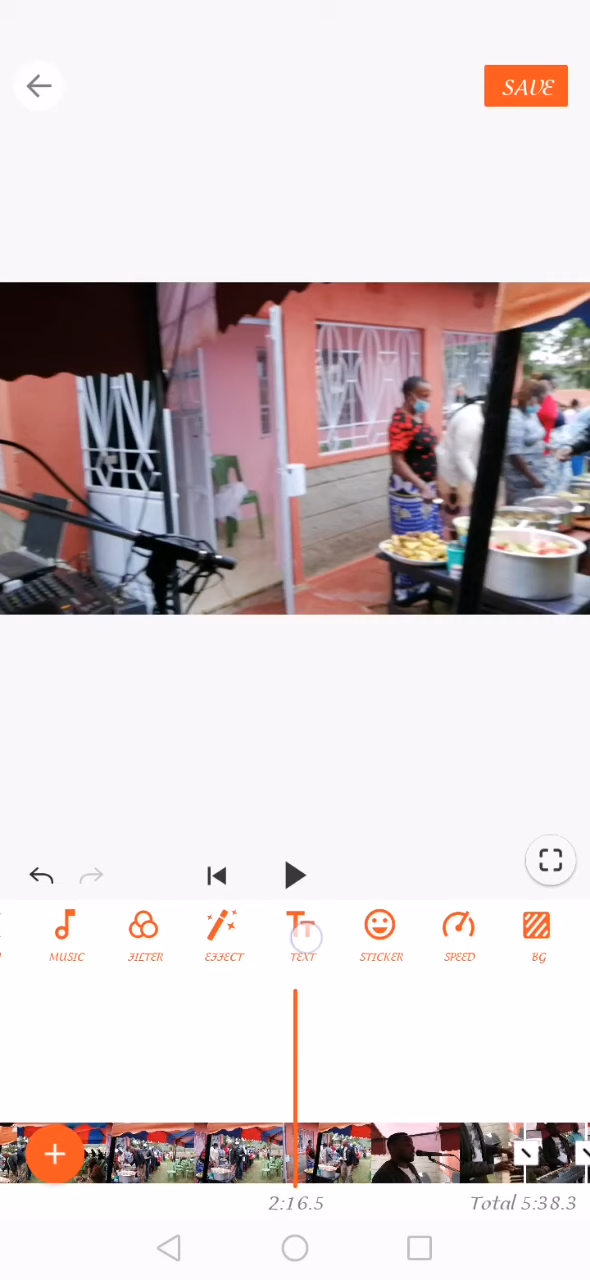 SAVE
MUSIC
FILTER
EFFECT
TEXT
STICKER
SPEED
BG
2:16.5
Total 5:38.3